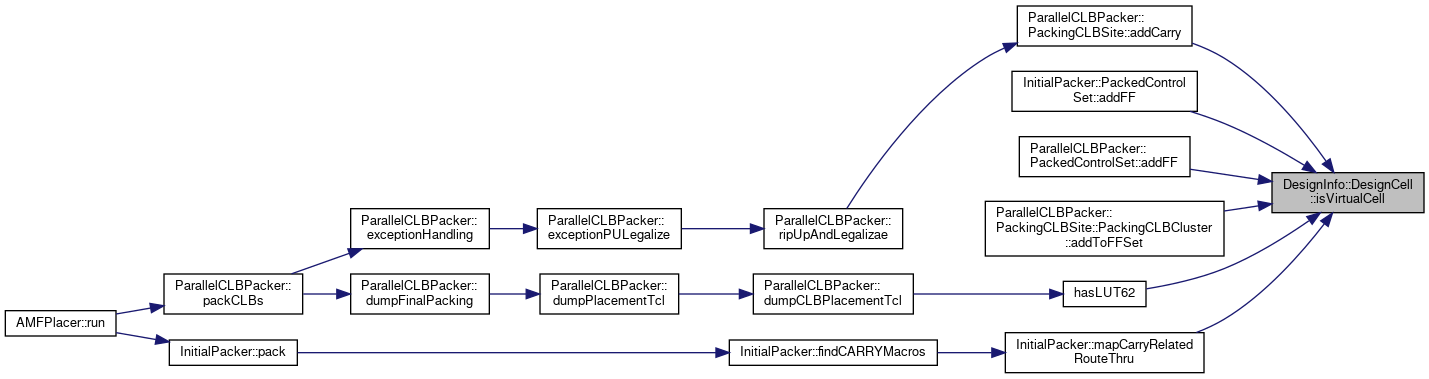 ParallelCLBPacker::
PackingCLBSite::addCarry
InitialPacker::PackedControl
Set::addFF
ParallelCLBPacker::
PackedControlSet::addFF
DesignInfo::DesignCell
::isVirtualCell
ParallelCLBPacker::
PackingCLBSite::PackingCLBCluster
::addToFFSet
ParallelCLBPacker::
exceptionHandling
ParallelCLBPacker::
exceptionPULegalize
ParallelCLBPacker::
ripUpAndLegalizae
ParallelCLBPacker::
packCLBs
ParallelCLBPacker::
dumpFinalPacking
ParallelCLBPacker::
dumpPlacementTcl
ParallelCLBPacker::
dumpCLBPlacementTcl
hasLUT62
AMFPlacer::run
InitialPacker::pack
InitialPacker::findCARRYMacros
InitialPacker::mapCarryRelated
RouteThru